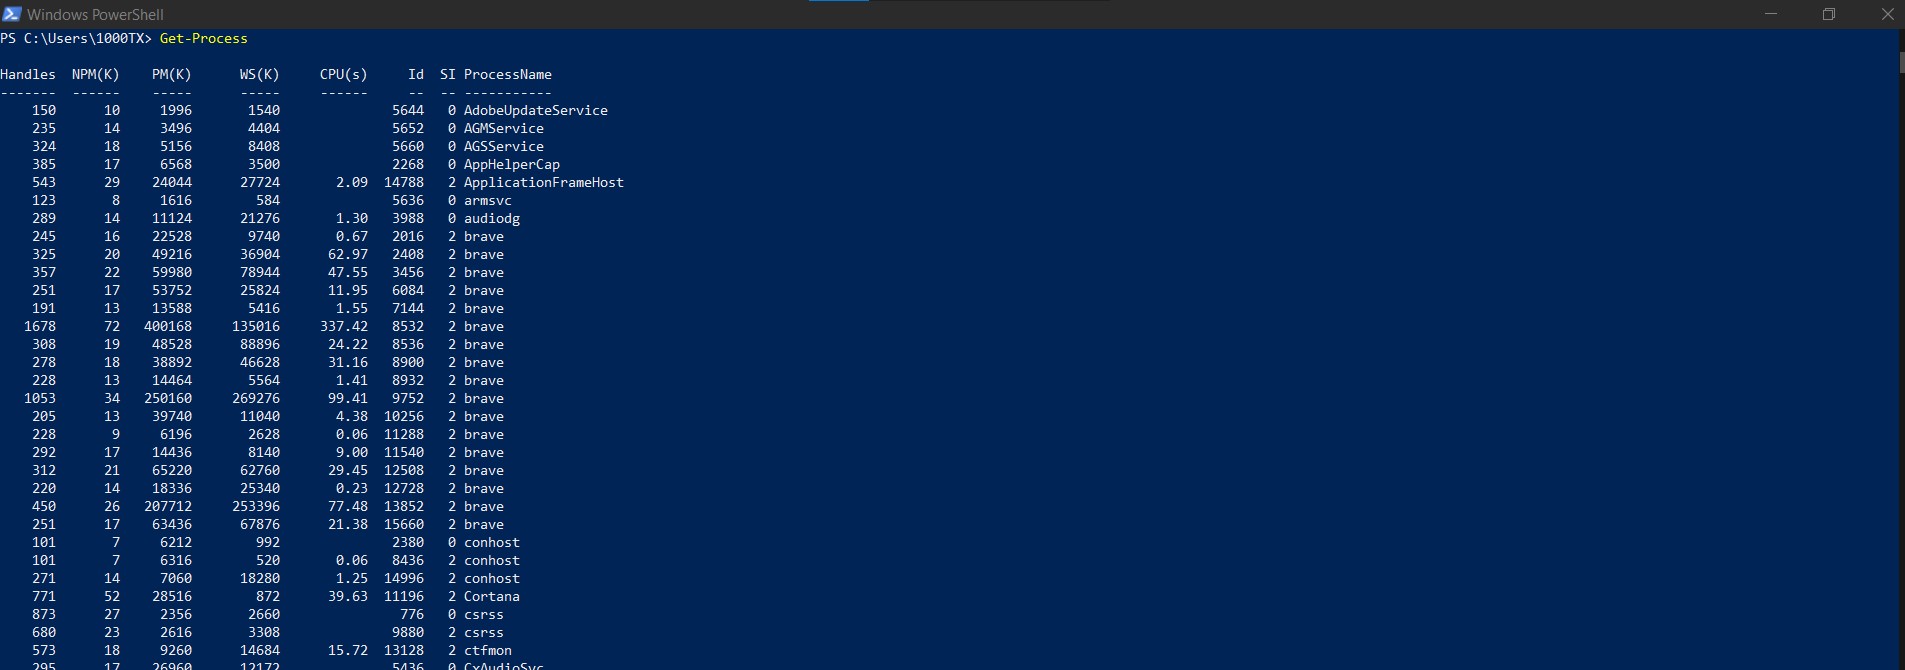 Windows PowerShell
PS C:\Users\1000TX> Get-Process
Handles NPM(K) PM(K) WS(K) CPU(s) Id SI ProcessName
------- ------ ----- ----- ------ -- -- -----------
150 10 1996 1540 5644 0 AdobeUpdateService
235 14 3496 4404 5652 0 AGMService
324 18 5156 8408 5660 0 AGSService
385 17 6568 3500 2268 0 AppHelperCap
543 29 24044 27724 2.09 14788 2 ApplicationFrameHost
123 8 1616 584 5636 0 armsvc
289 14 11124 21276 1.30 3988 0 audiodg
245 16 22528 9740 0.67 2016 2 brave
325 20 49216 36904 62.97 2408 2 brave
357 22 59980 78944 47.55 3456 2 brave
251 17 53752 25824 11.95 6084 2 brave
191 13 13588 5416 1.55 7144 2 brave
1678 72 400168 135016 337.42 8532 2 brave
308 19 48528 88896 24.22 8536 2 brave
278 18 38892 46628 31.16 8900 2 brave
228 13 14464 5564 1.41 8932 2 brave
1053 34 250160 269276 99.41 9752 2 brave
205 13 39740 11040 4.38 10256 2 brave
228 9 6196 2628 0.06 11288 2 brave
292 17 14436 8140 9.00 11540 2 brave
312 21 65220 62760 29.45 12508 2 brave
220 14 18336 25340 0.23 12728 2 brave
450 26 207712 253396 77.48 13852 2 brave
251 17 63436 67876 21.38 15660 2 brave
101 7 6212 992 2380 0 conhost
101 7 6316 520 0.06 8436 2 conhost
271 14 7060 18280 1.25 14996 2 conhost
771 52 28516 872 39.63 11196 2 Cortana
873 27 2356 2660 776 0 csrss
680 23 2616 3308 9880 2 csrss
573 18 9260 14684 15.72 13128 2 ctfmon
295 17 26960 12172 5436 0 CxAudioSvc